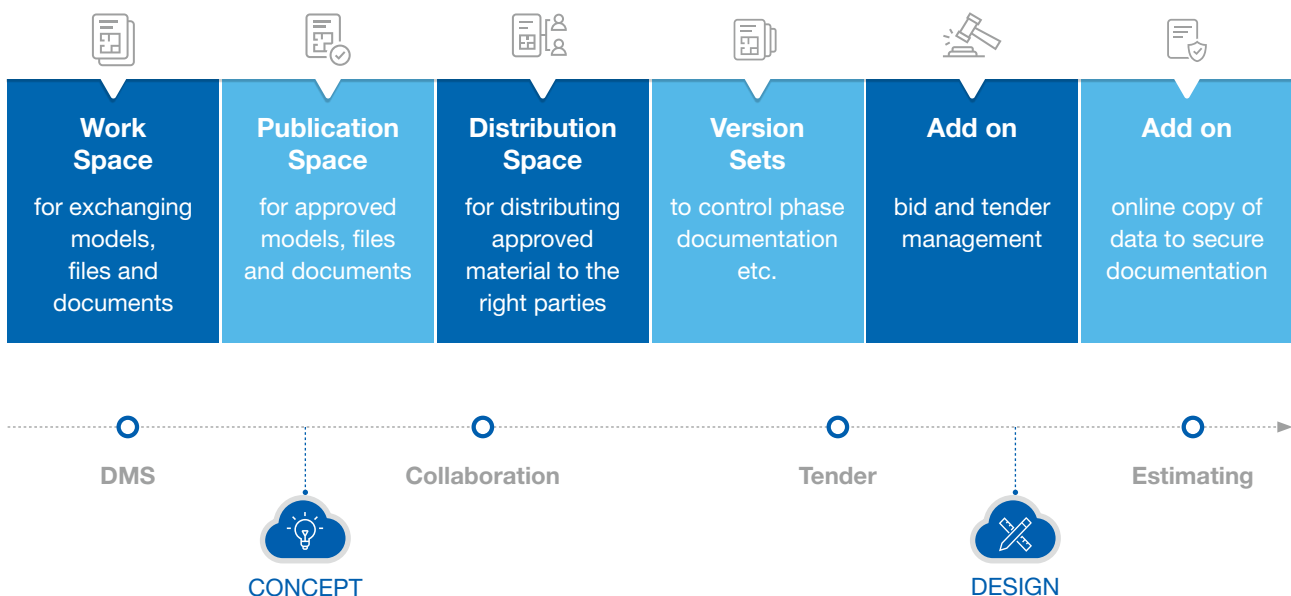 Work
Space
for exchanging
models,
files and
documents
Publication
Space
for approved
models, files
and documents
Distribution
Space
for distributing
approved
material to the
right parties
Version
Sets
to control phase
documentation
etc.
Add on
bid and tender
management
Add on
online copy of
data to secure
documentation
DMS
Collaboration
Tender
Estimating
CONCEPT
DESIGN